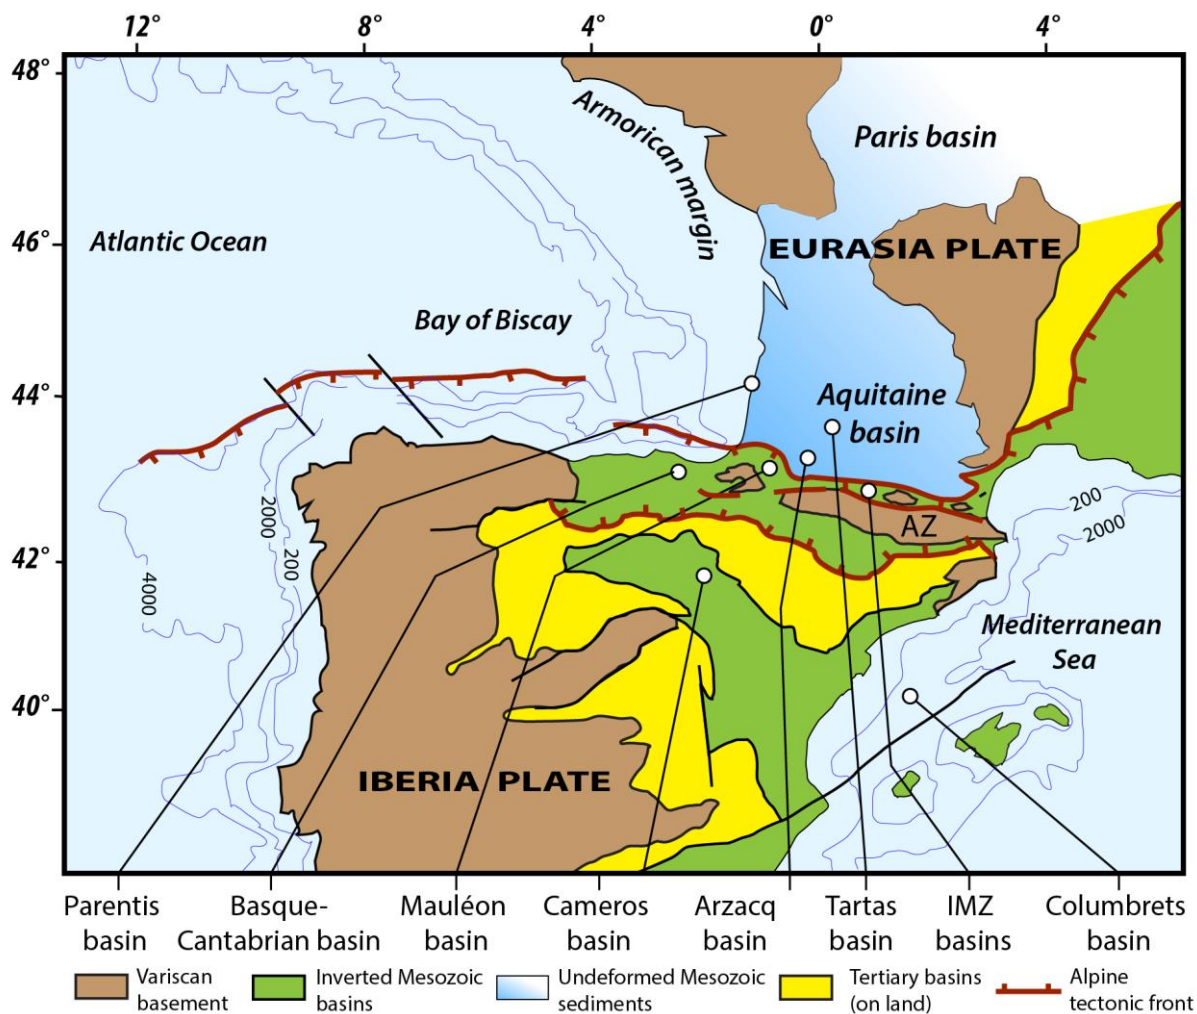 12° 8° 4° 0° 4°
48°
Armorican margin
Paris basin
46°
Atlantic Ocean
EURASIA PLATE
Bay of Biscay
44°
Aquitaine
basin
2000
200
4000
AZ
200
2000
42°
Mediterranean
Sea
40°
IBERIA PLATE
Parentis
basin
Basque-
Cantabrian basin
Mauléon
basin
Cameros
basin
Arzacq
basin
Tartas
basin
IMZ
basins
Columbrets
basin
Variscan
basement
Inverted Mesozoic
basins
Undeformed Mesozoic
sediments
Tertiary basins
(on land)
Alpine
tectonic front